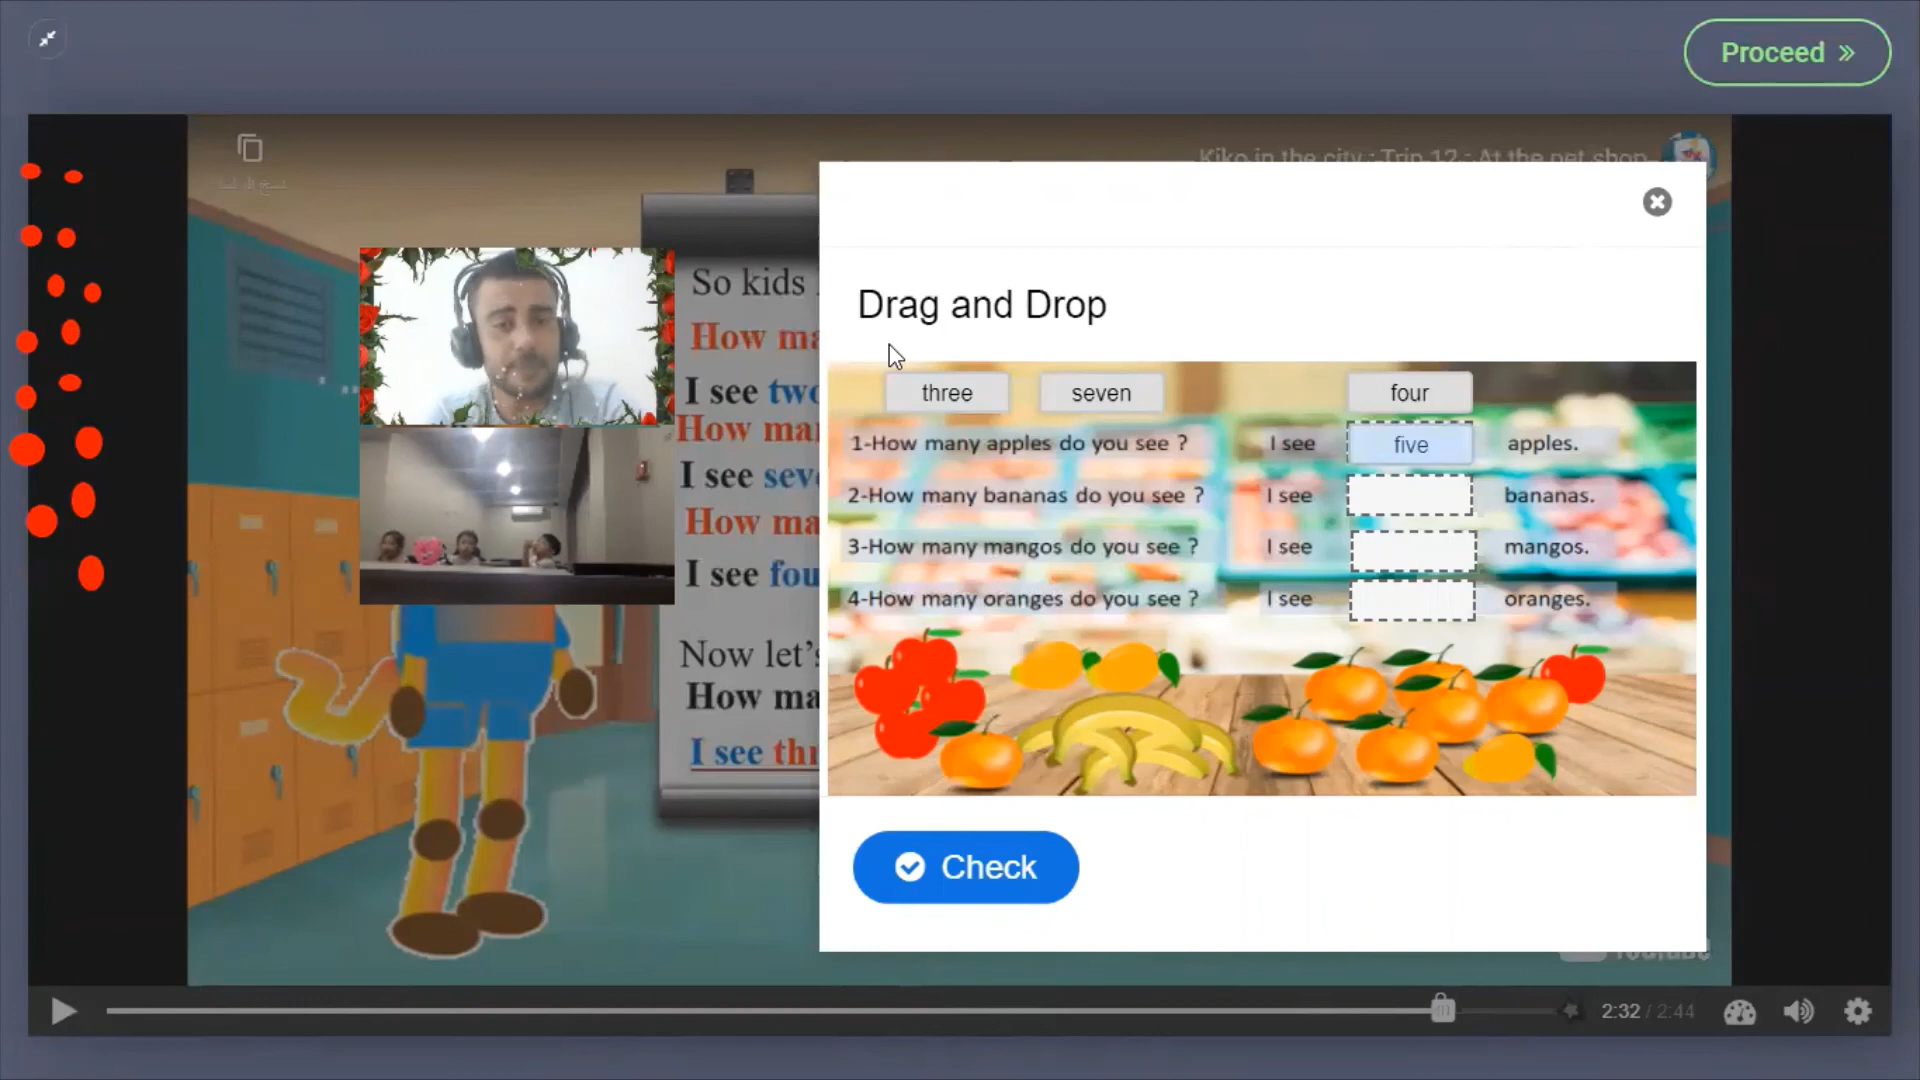 Proceed »
Kiko in the city : Trip 12 : At the pet shop
So kids
How ma
I see two
How ma
I see seve
How ma
I see fou
Now let's
How ma
I see thr
Drag and Drop
three seven four
1-How many apples do you see ? I see five apples.
2-How many bananas do you see ? I see bananas.
3-How many mangos do you see ? I see mangos.
4-How many oranges do you see ? I see oranges.
Check
YouTube
2:32 / 2:44